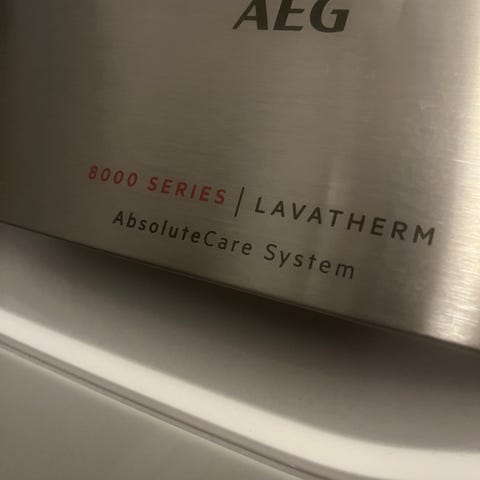 AEG
8000 SERIES | LAVATHERM
AbsoluteCare System